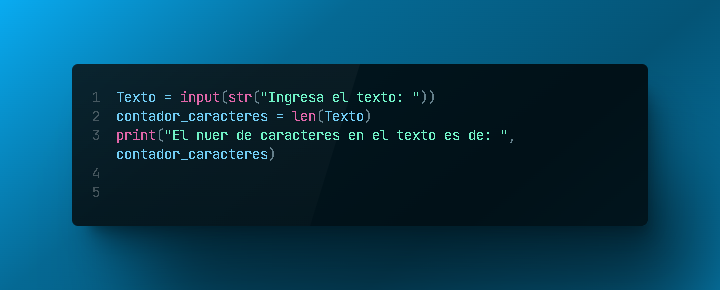 1 Texto = input(str("Ingresa el texto: "))
2 contador_caracteres = len(Texto)
3 print("El nuer de caracteres en el texto es de: ",
contador_caracteres)
4
5